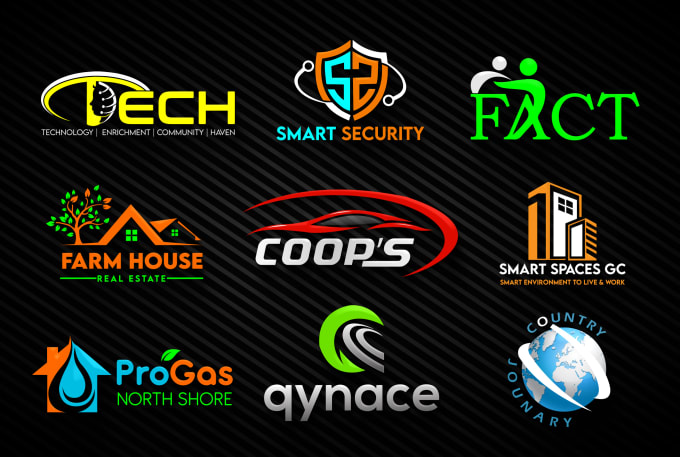 TECH
TECHNOLOGY | ENRICHMENT | COMMUNITY | HAVEN
S2
SMART SECURITY
FACT
FARM HOUSE
REAL ESTATE
COOP'S
SMART SPACES GC
SMART ENVIRONMENT TO LIVE & WORK
ProGas
NORTH SHORE
qynace
COUNTRY
JOUNARY